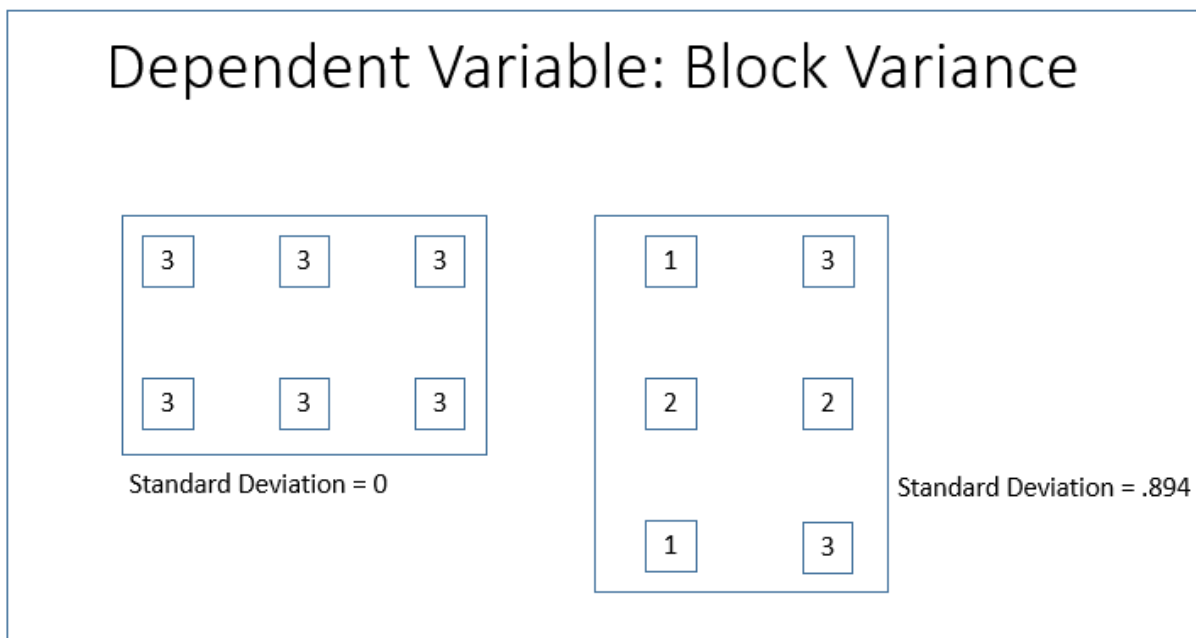 Dependent Variable: Block Variance
3 3 3
3 3 3
Standard Deviation = 0
1 3
2 2
1 3
Standard Deviation = .894